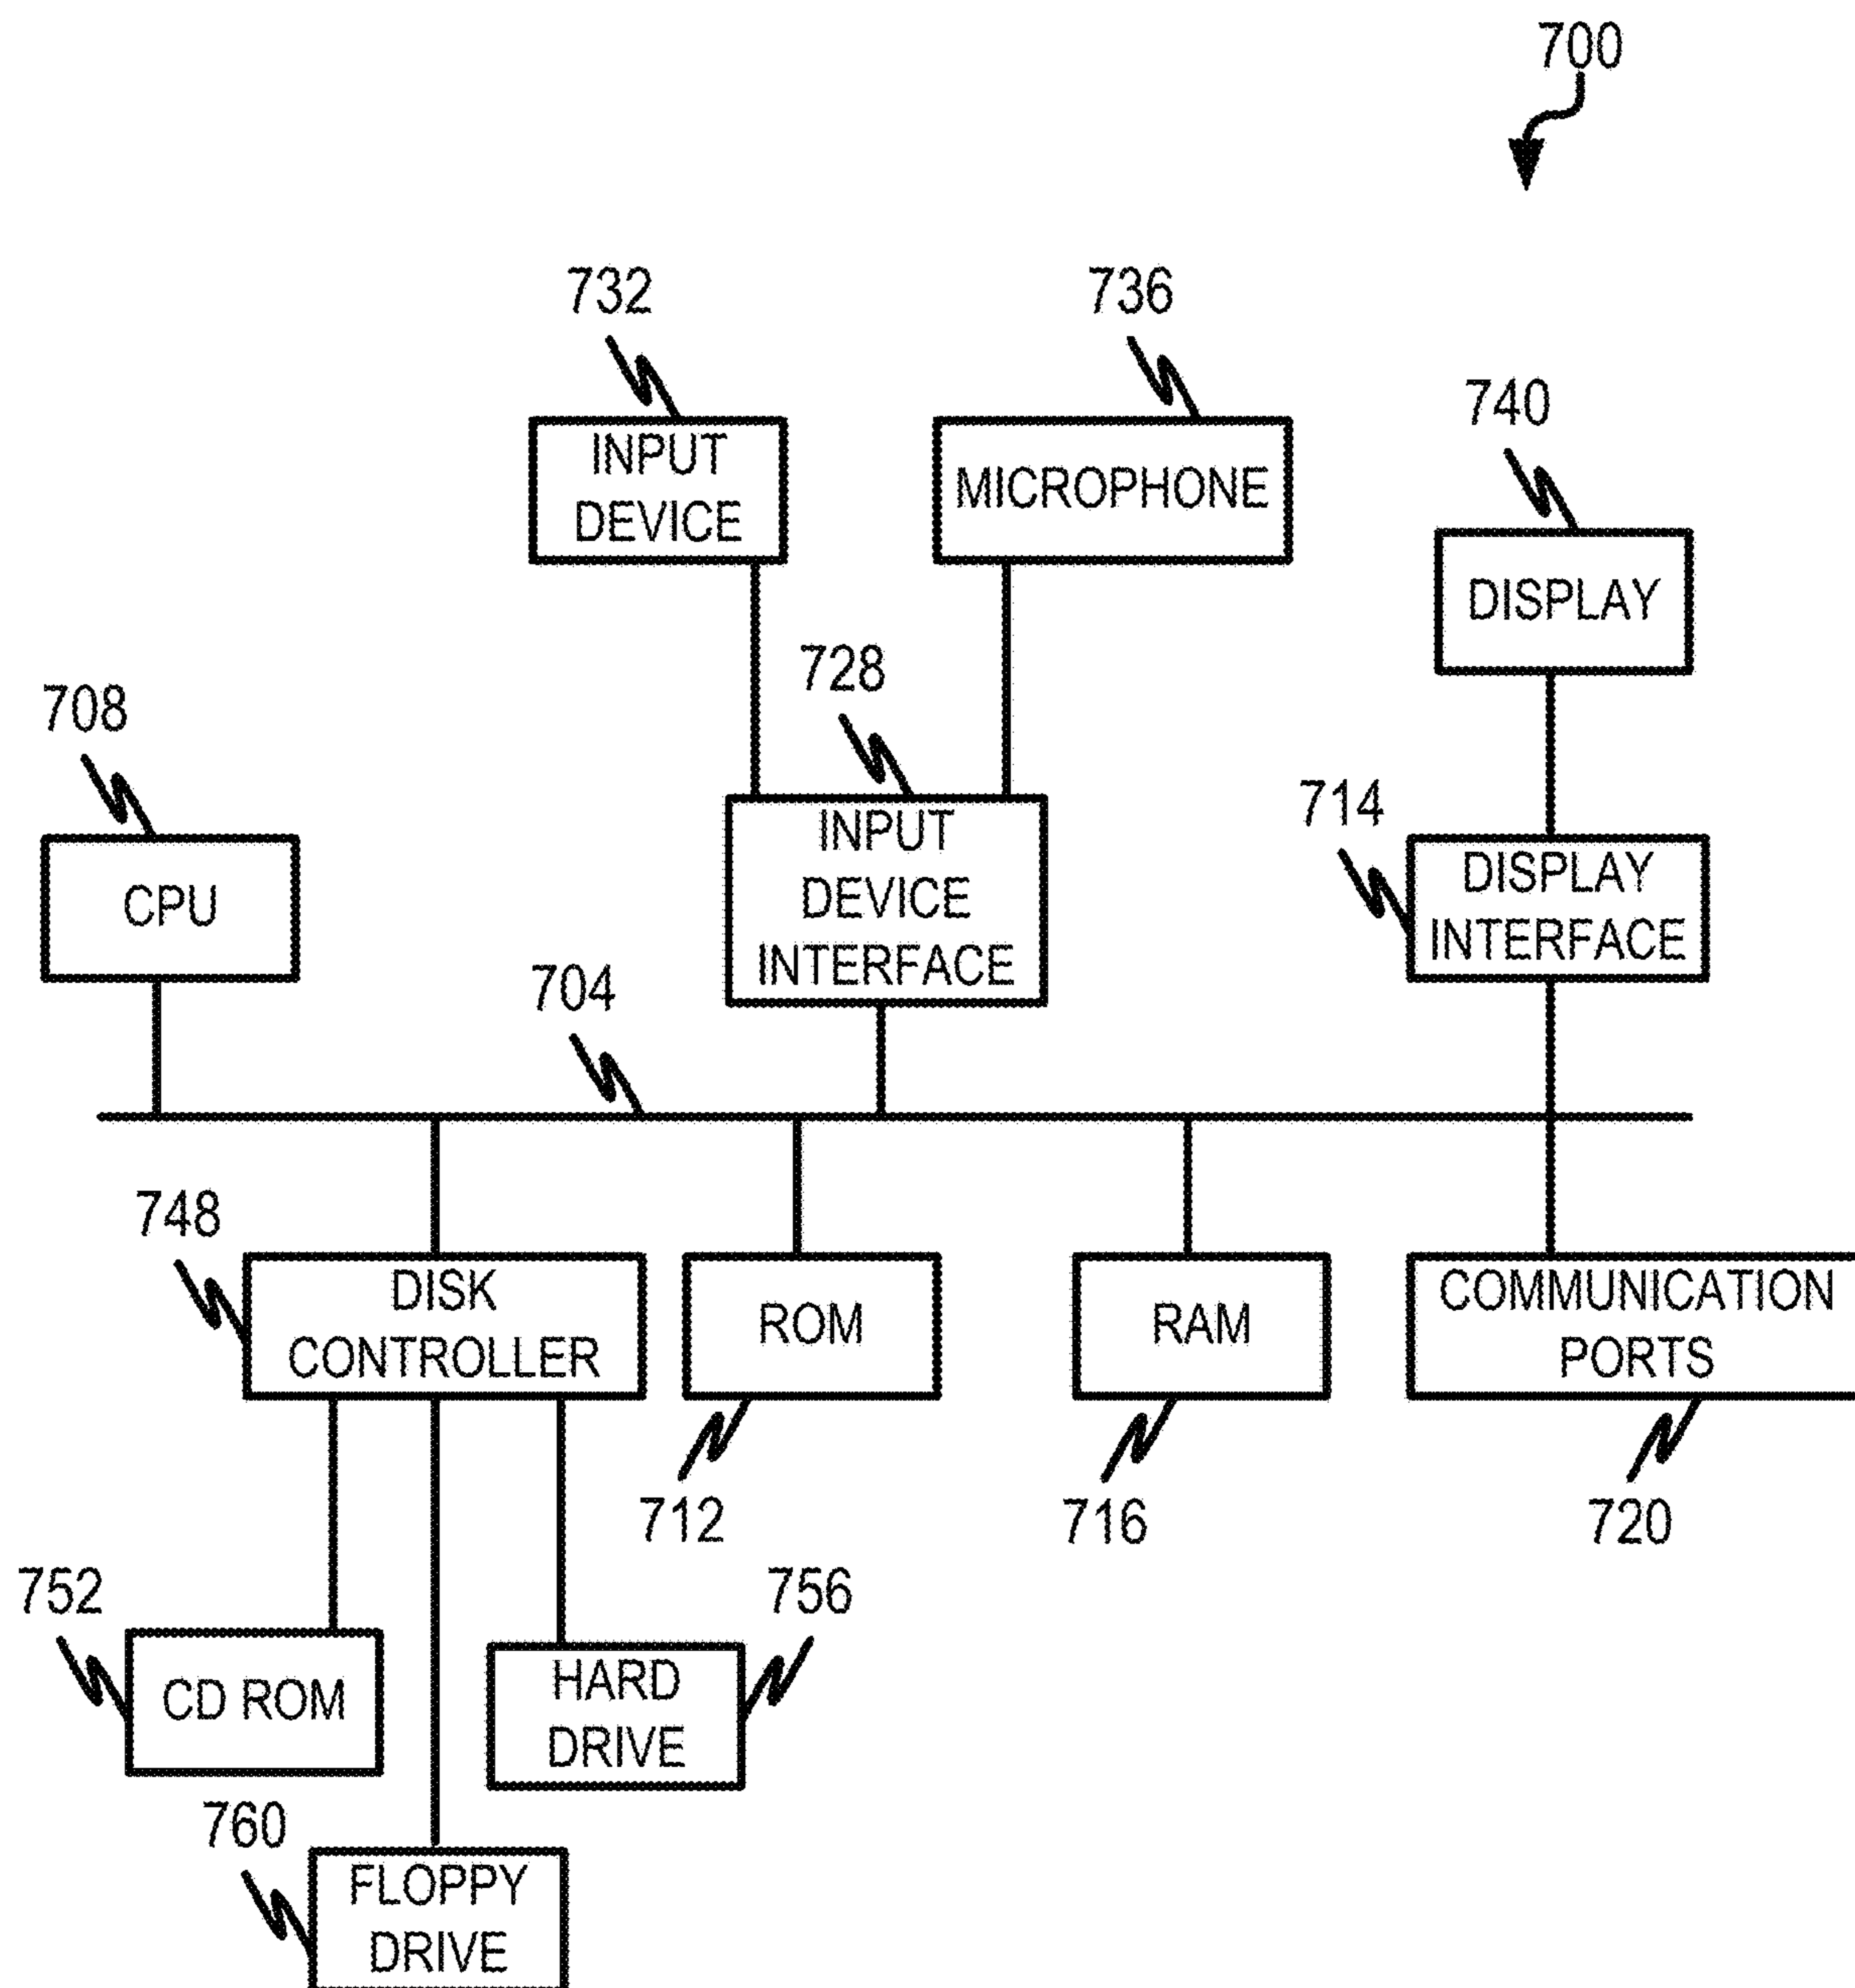 700
732
736
740
INPUT
DEVICE
MICROPHONE
DISPLAY
728
708
714
INPUT
DEVICE
INTERFACE
DISPLAY
INTERFACE
CPU
704
748
DISK
CONTROLLER
ROM
RAM
COMMUNICATION
PORTS
712
716
720
752
756
CD ROM
HARD
DRIVE
760
FLOPPY
DRIVE